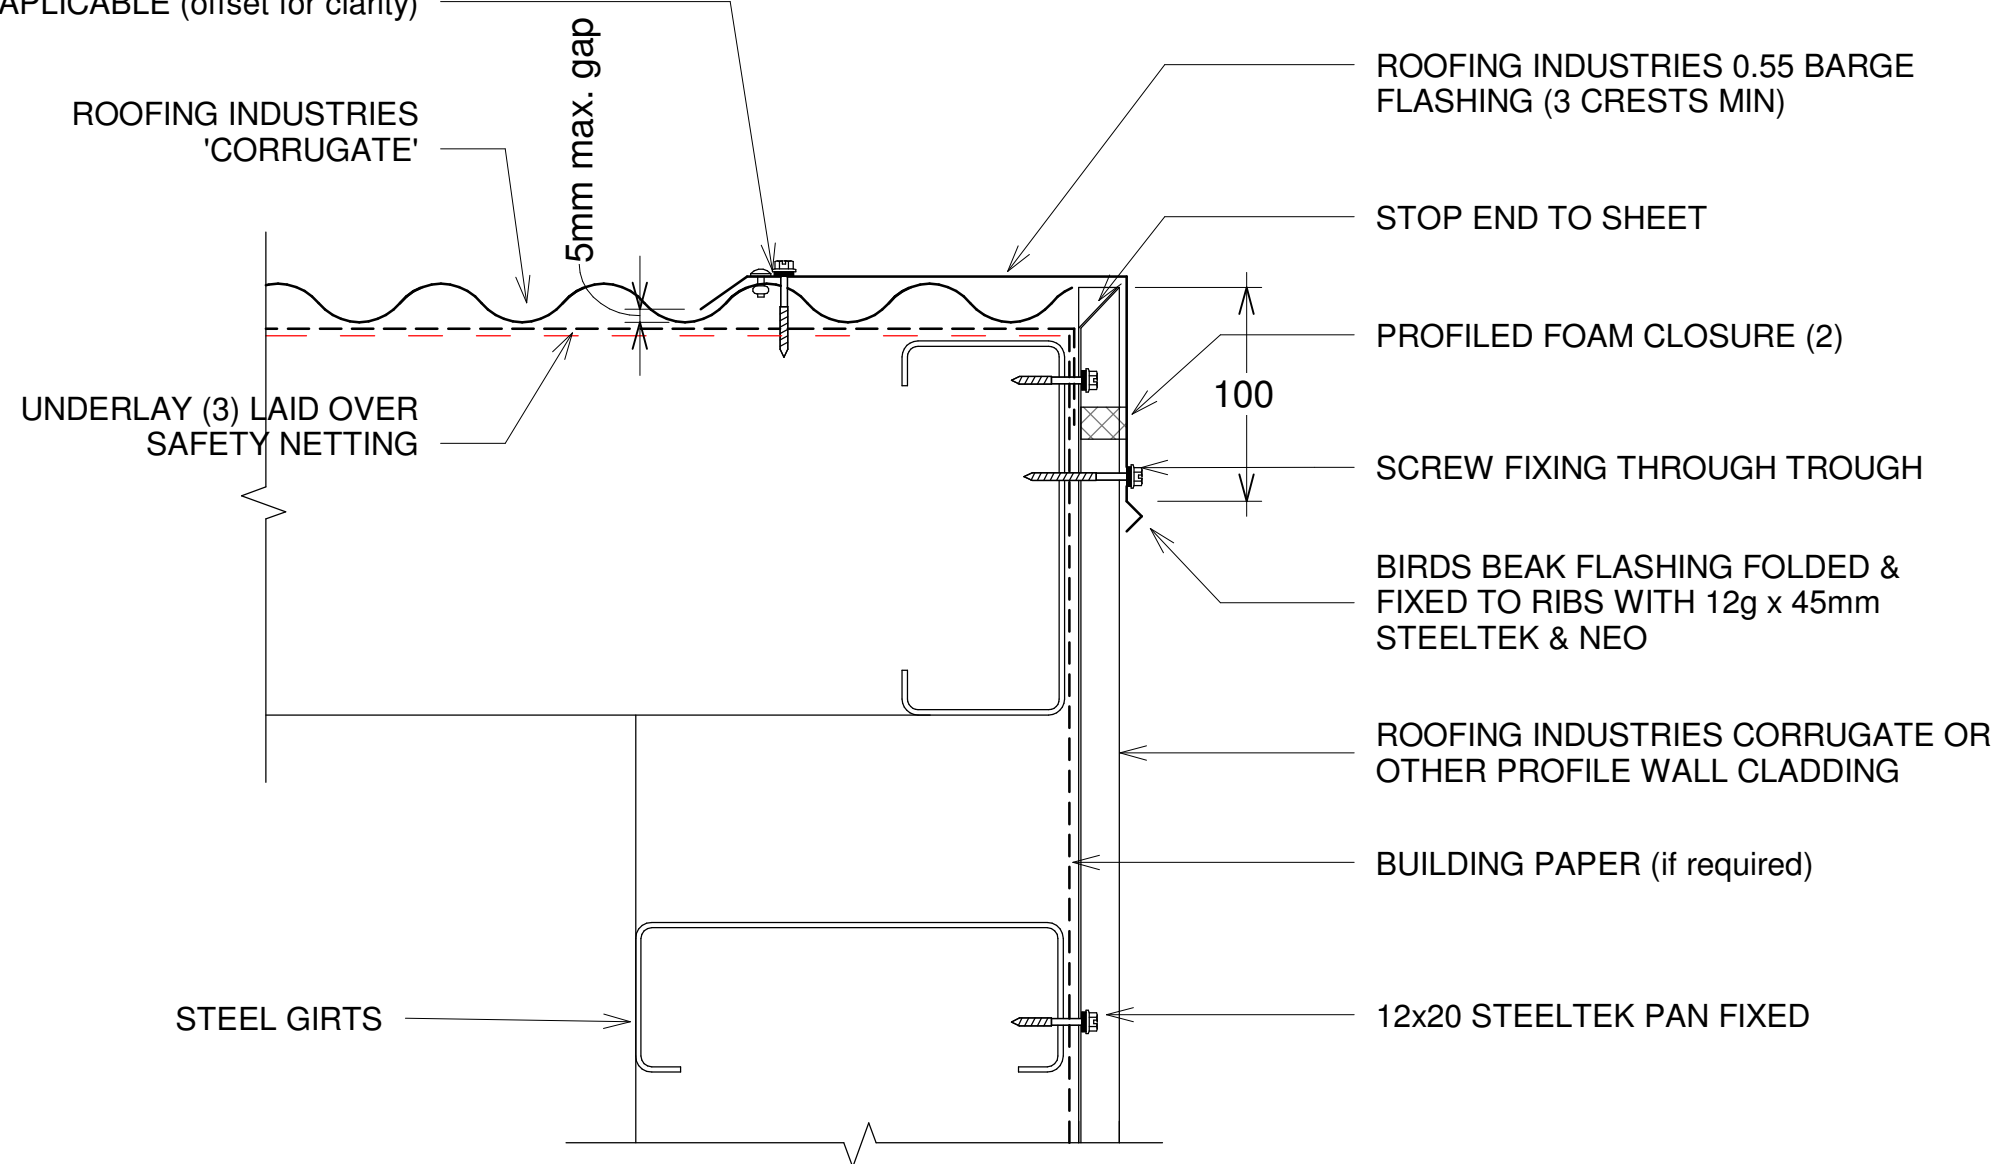 APLICABLE (offset for clarity)
ROOFING INDUSTRIES
'CORRUGATE'
5mm max. gap
UNDERLAY (3) LAID OVER
SAFETY NETTING
STEEL GIRTS
ROOFING INDUSTRIES 0.55 BARGE
FLASHING (3 CRESTS MIN)
STOP END TO SHEET
PROFILED FOAM CLOSURE (2)
100
SCREW FIXING THROUGH TROUGH
BIRDS BEAK FLASHING FOLDED &
FIXED TO RIBS WITH 12g x 45mm
STEELTEK & NEO
ROOFING INDUSTRIES CORRUGATE OR
OTHER PROFILE WALL CLADDING
BUILDING PAPER (if required)
12x20 STEELTEK PAN FIXED